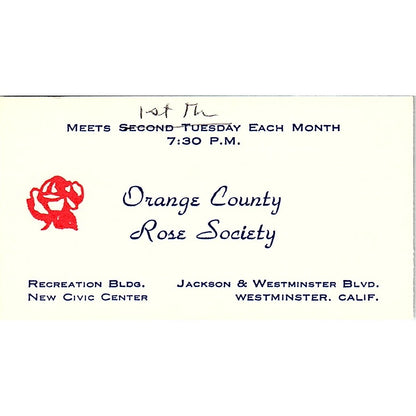 1st Th
MEETS SECOND TUESDAY EACH MONTH
7:30 P.M.
Orange County
Rose Society
RECREATION BLDG.
NEW CIVIC CENTER
JACKSON & WESTMINSTER BLVD.
WESTMINSTER, CALIF.